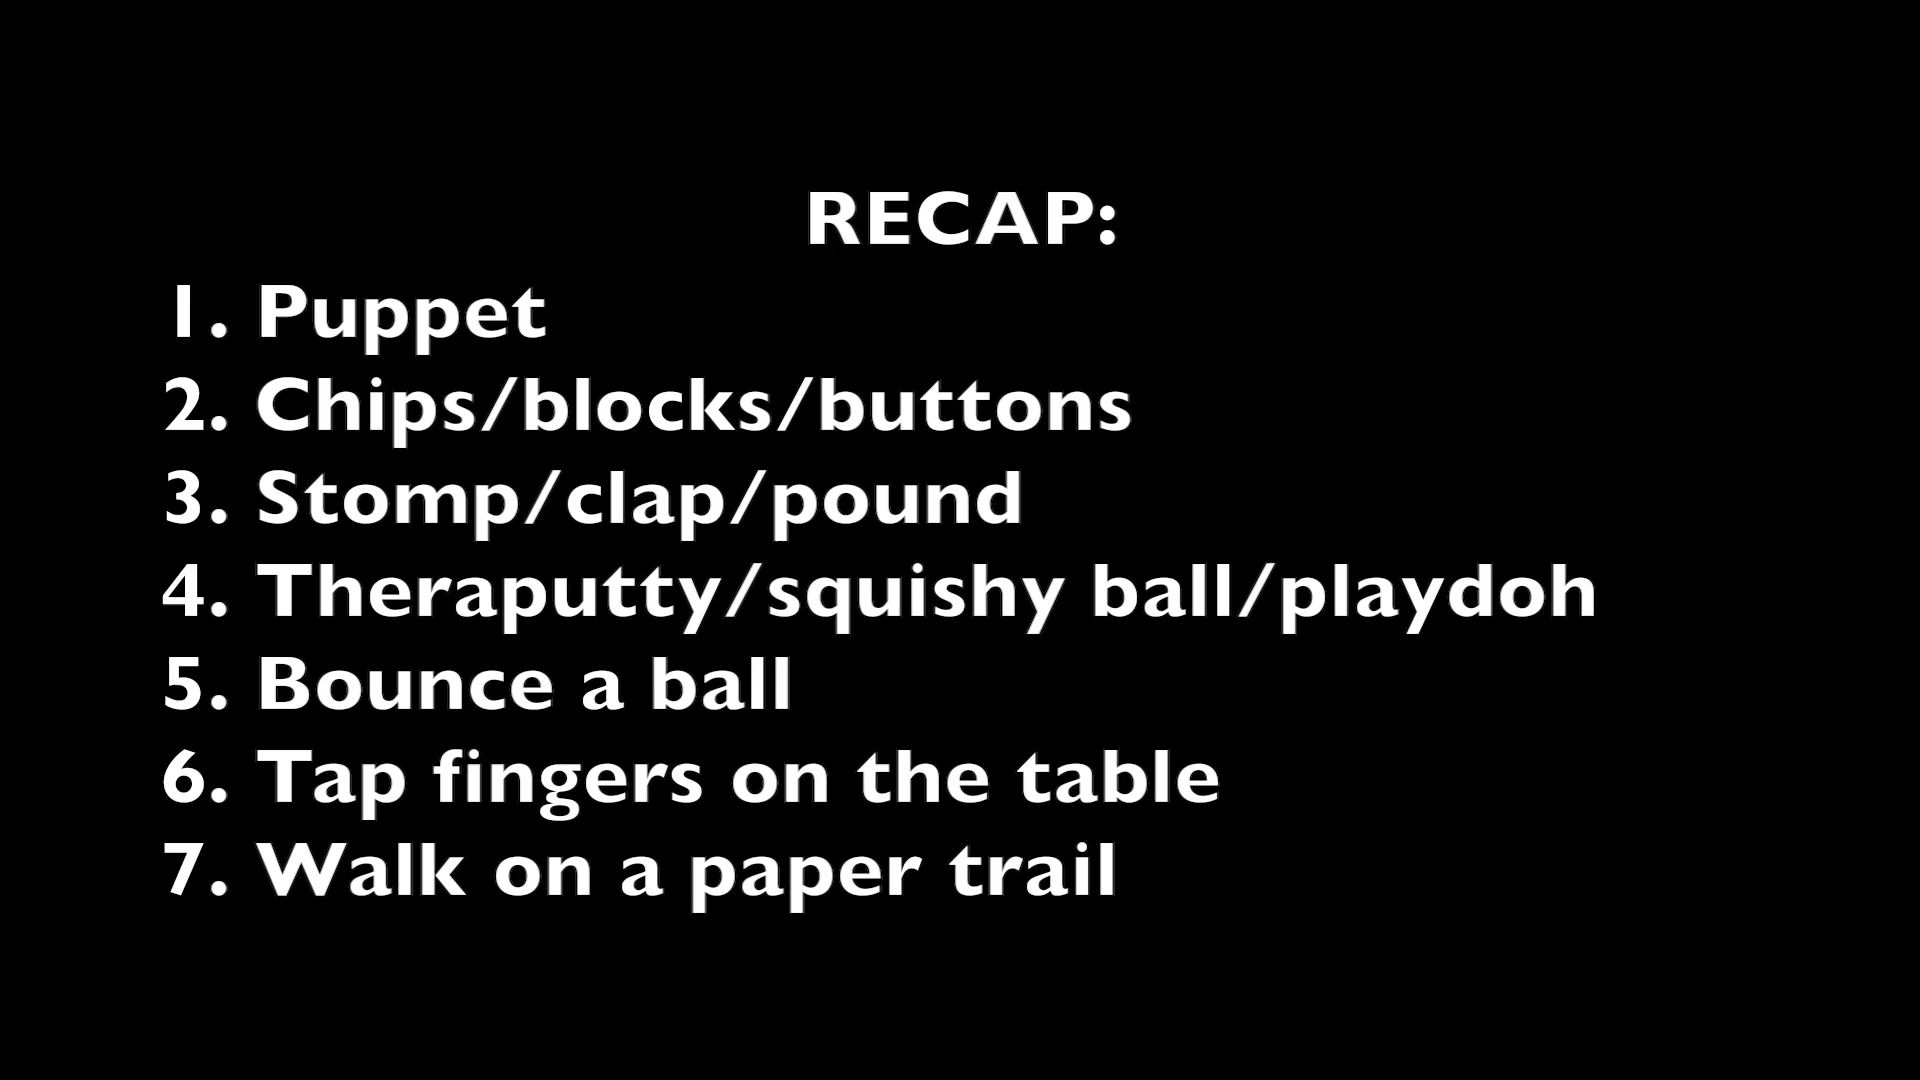 RECAP:
1. Puppet
2. Chips/blocks/buttons
3. Stomp/clap/pound
4. Theraputty/squishy ball/playdoh
5. Bounce a ball
6. Tap fingers on the table
7. Walk on a paper trail